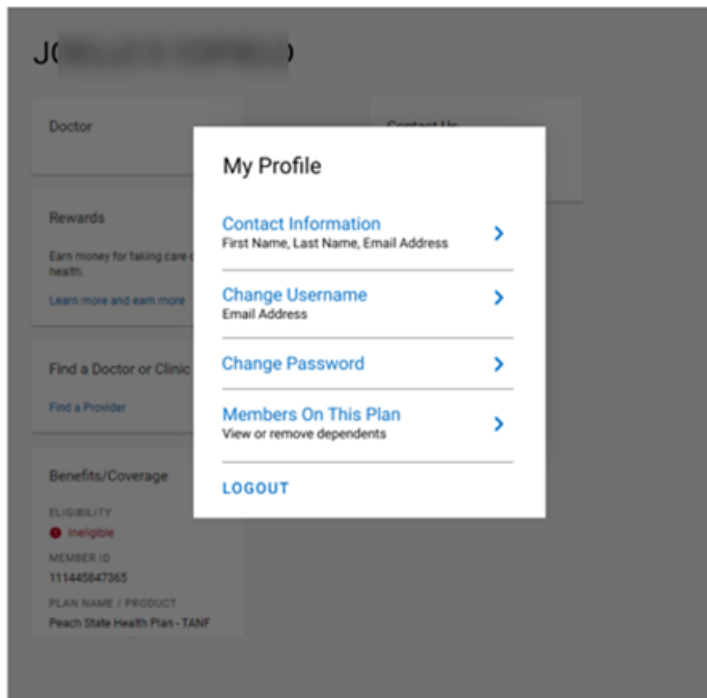 Doctor
Contact Us
My Profile
Contact Information
First Name, Last Name, Email Address
Change Username
Email Address
Change Password
Members On This Plan
View or remove dependents
LOGOUT
Rewards
Earn money for taking care
health.
Learn more and earn more
Find a Doctor or Clinic
Find a Provider
Benefits/Coverage
ELIGIBILITY
Ineligible
MEMBER ID
111445847365
PLAN NAME / PRODUCT
Peach State Health Plan - TANF